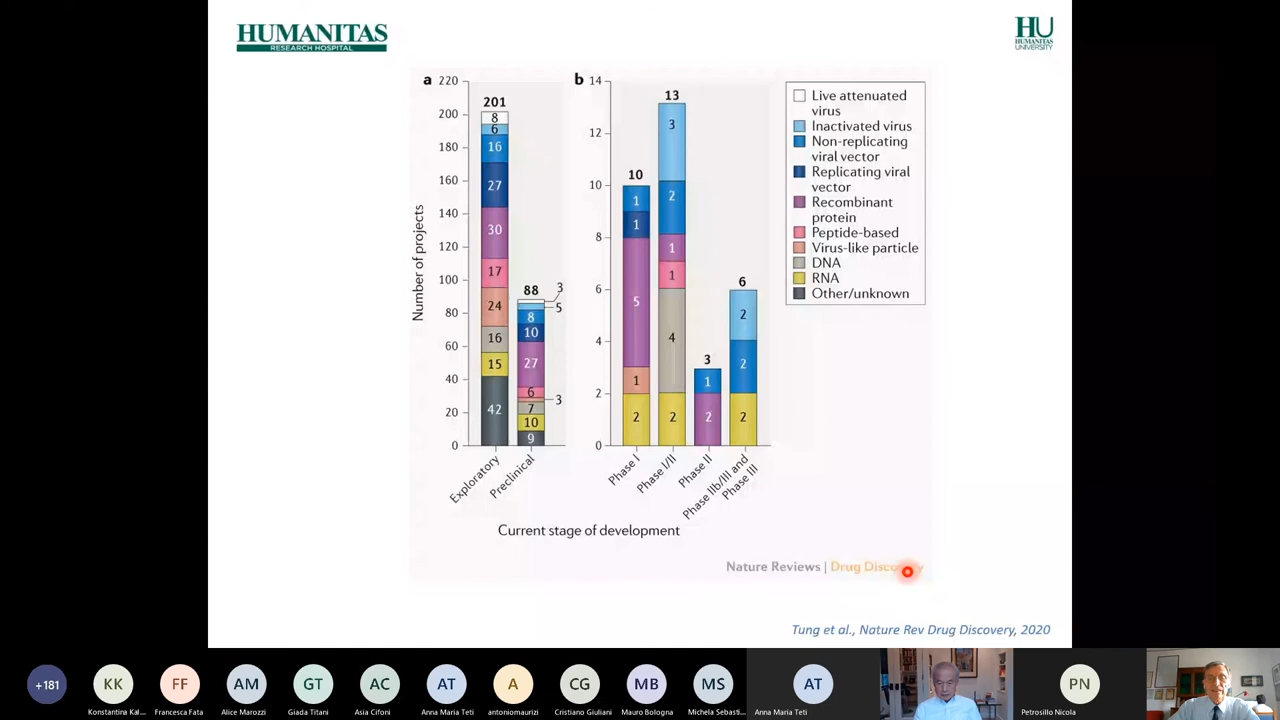 HUMANITAS
RESEARCH HOSPITAL
HU
HUMANITAS
UNIVERSITY
a
220
200
180
160
140
120
100
80
60
40
20
0
Number of projects
201
8
6
16
27
30
17
24
16
15
42
88
3
5
8
10
27
6
3
7
10
9
Exploratory
Preclinical
b
14
12
10
8
6
4
2
0
10
1
1
5
1
2
13
3
2
1
1
4
2
3
1
2
6
2
2
2
Phase I
Phase I/II
Phase II
Phase IIb/III and
Phase III
Current stage of development
Live attenuated
virus
Inactivated virus
Non-replicating
viral vector
Replicating viral
vector
Recombinant
protein
Peptide-based
Virus-like particle
DNA
RNA
Other/unknown
Nature Reviews | Drug Discovery
Tung et al., Nature Rev Drug Discovery, 2020
+181
KK
FF
AM
GT
AC
AT
A
CG
MB
MS
AT
PN
Konstantina Kal...
Francesca Fata
Alice Marozzi
Giada Titani
Asia Cifoni
Anna Maria Teti
antoniomaurizi
Cristiano Giuliani
Mauro Bologna
Michela Sebasti...
Anna Maria Teti
Petrosillo Nicola